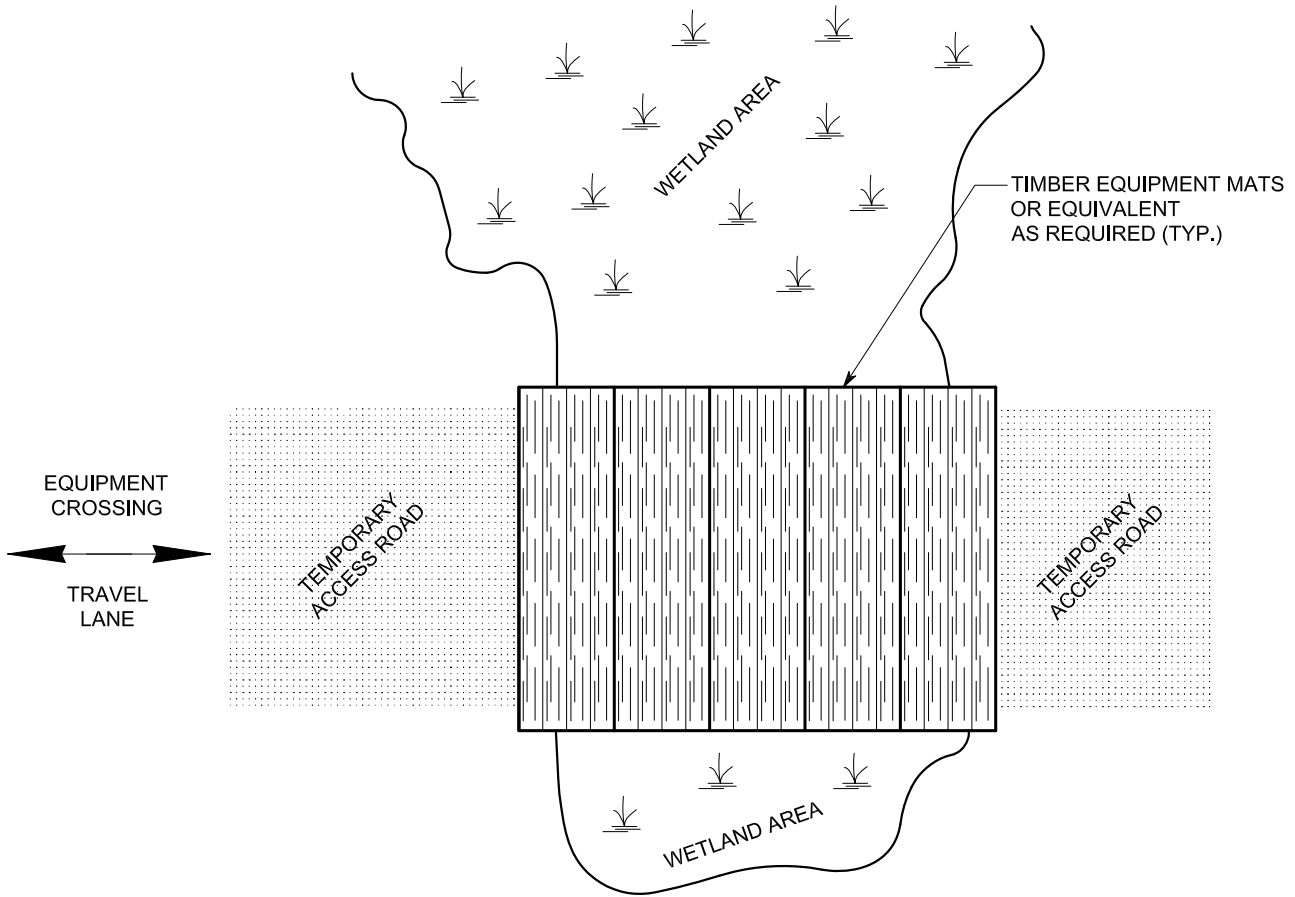 WETLAND AREA
TIMBER EQUIPMENT MATS
OR EQUIVALENT
AS REQUIRED (TYP.)
EQUIPMENT
CROSSING
TRAVEL
LANE
TEMPORARY
ACCESS ROAD
TEMPORARY
ACCESS ROAD
WETLAND AREA